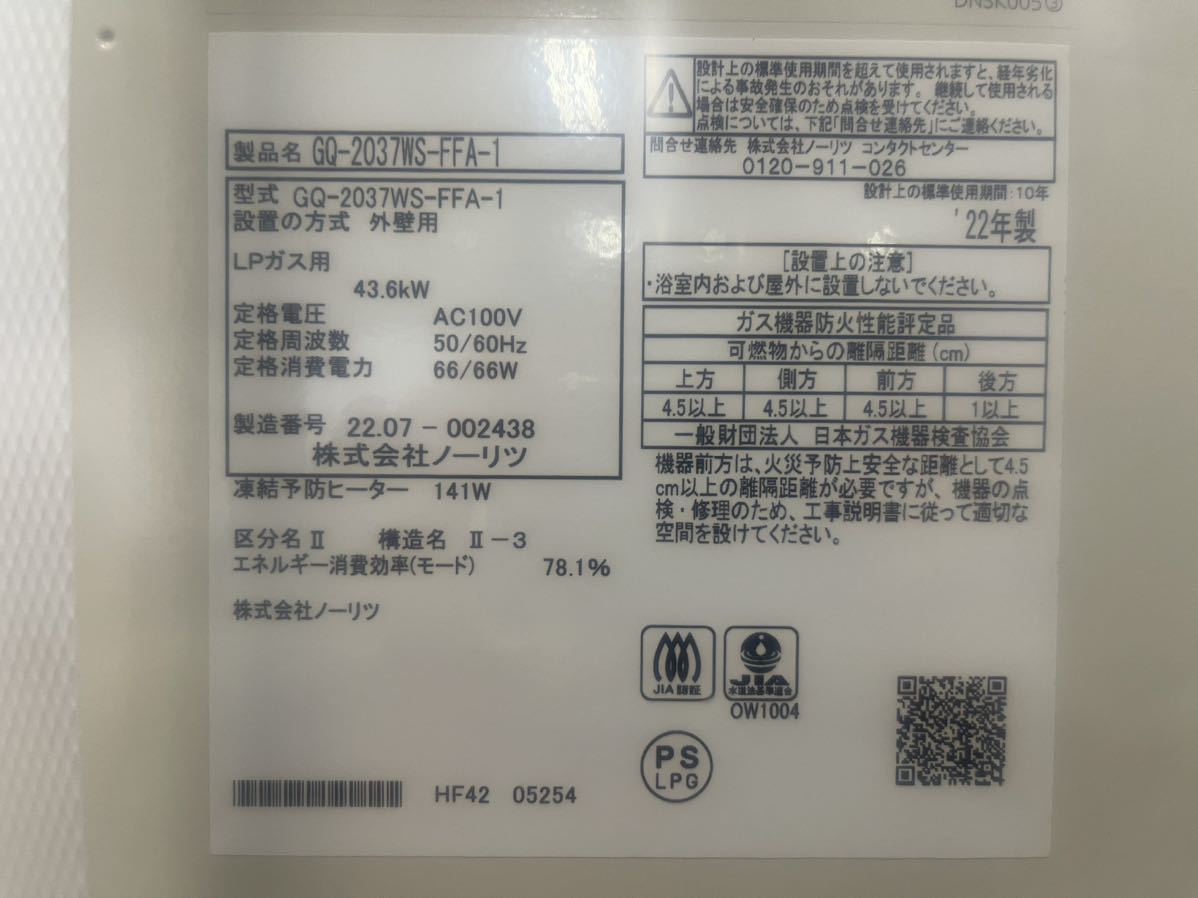 DNSK005③
製品名 GQ-2037WS-FFA-1
型式 GQ-2037WS-FFA-1
設置の方式 外壁用
LPガス用
43.6kW
定格電圧 AC100V
定格周波数 50/60Hz
定格消費電力 66/66W
製造番号 22.07-002438
株式会社ノーリツ
凍結予防ヒーター 141W
区分名Ⅱ 構造名 Ⅱ-3
エネルギー消費効率(モード) 78.1%
株式会社ノーリツ
HF42 05254
設計上の標準使用期間を超えて使用されますと、経年劣化
による事故発生のおそれがあります。継続して使用される
場合は安全確保のため点検を受けてください。
点検については、下記「問合せ連絡先」にご連絡ください。
問合せ連絡先 株式会社ノーリツ コンタクトセンター
0120-911-026
設計上の標準使用期間:10年
'22年製
[設置上の注意]
・浴室内および屋外に設置しないでください。
ガス機器防火性能評定品
可燃物からの離隔距離(cm)
上方 側方 前方 後方
4.5以上 4.5以上 4.5以上 1以上
一般財団法人 日本ガス機器検査協会
機器前方は、火災予防上安全な距離として4.5
cm以上の離隔距離が必要ですが、機器の点
検・修理のため、工事説明書に従って適切な
空間を設けてください。
JIA認証
JIA
水道法基準適合
OW1004
PS
LPG